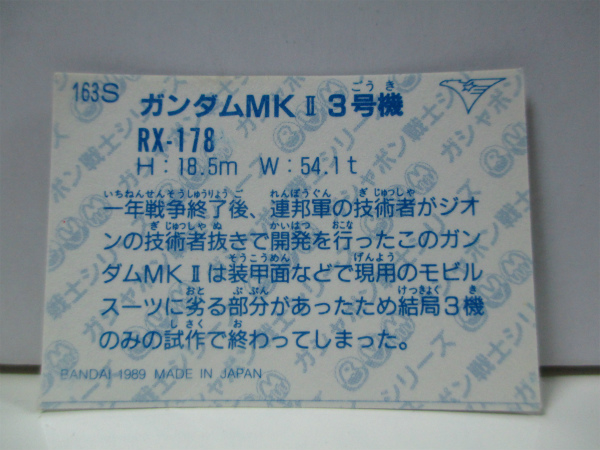 163S ガンダムMKⅡ3号機
RX-178
H:18.5m W:54.1t
一年戦争終了後、連邦軍の技術者がジオ
ンの技術者抜きで開発を行ったこのガン
ダムMKⅡは装甲面などで現用のモビル
スーツに劣る部分があったため結局3機
のみの試作で終わってしまった。
BANDAI 1989 MADE IN JAPAN